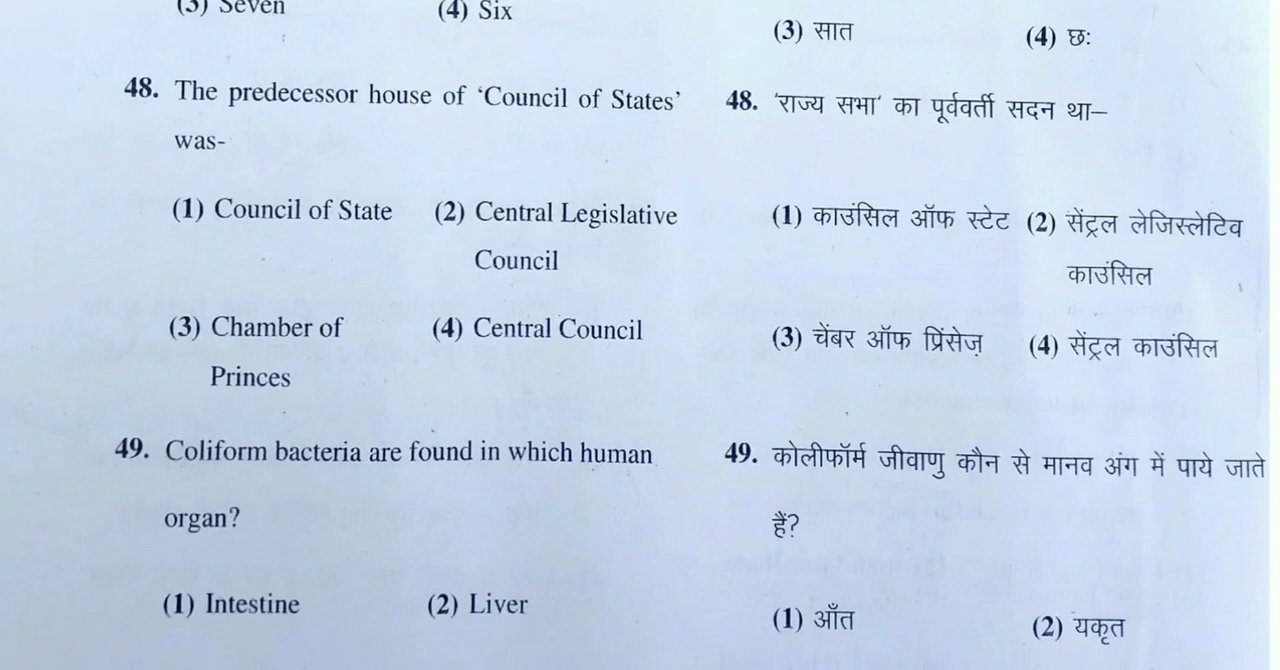 (3) Seven (4) Six
48. The predecessor house of ‘Council of States’
was-
(1) Council of State (2) Central Legislative
Council
(3) Chamber of (4) Central Council
Princes
49. Coliform bacteria are found in which human
organ?
(1) Intestine (2) Liver
(3) सात (4) छः
48. 'राज्य सभा' का पूर्ववर्ती सदन था–
(1) काउंसिल ऑफ स्टेट (2) सेंट्रल लेजिस्लेटिव
काउंसिल
(3) चेंबर ऑफ प्रिंसेज़ (4) सेंट्रल काउंसिल
49. कोलीफॉर्म जीवाणु कौन से मानव अंग में पाये जाते
हैं?
(1) आँत (2) यकृत